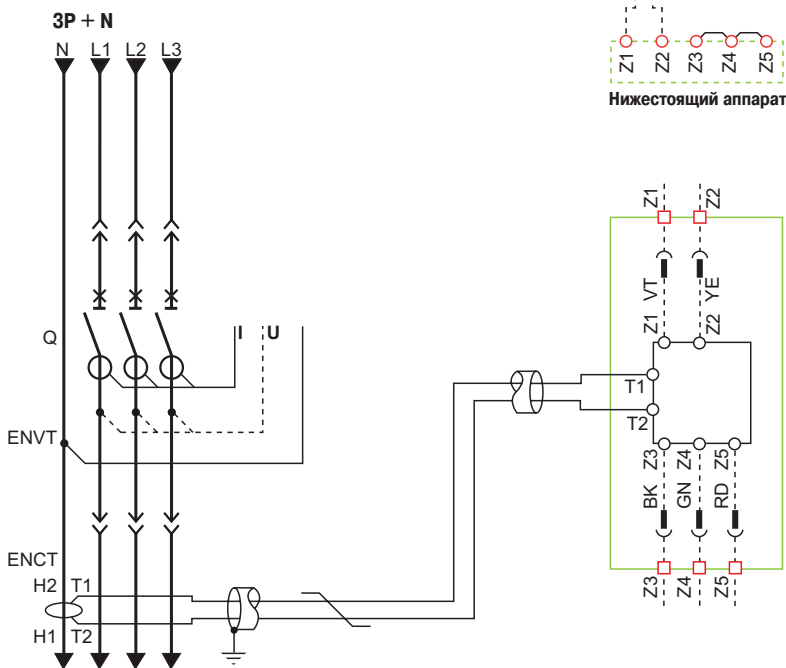 3P + N
N L1 L2 L3
Z1 Z2 Z3 Z4 Z5
Нижестоящий аппарат
Q
I U
ENVT
ENCT
H2 T1
H1 T2
Z1 Z2
VT YE
Z1 Z2
T1
T2
Z3 Z4 Z5
BK GN RD
Z3 Z4 Z5